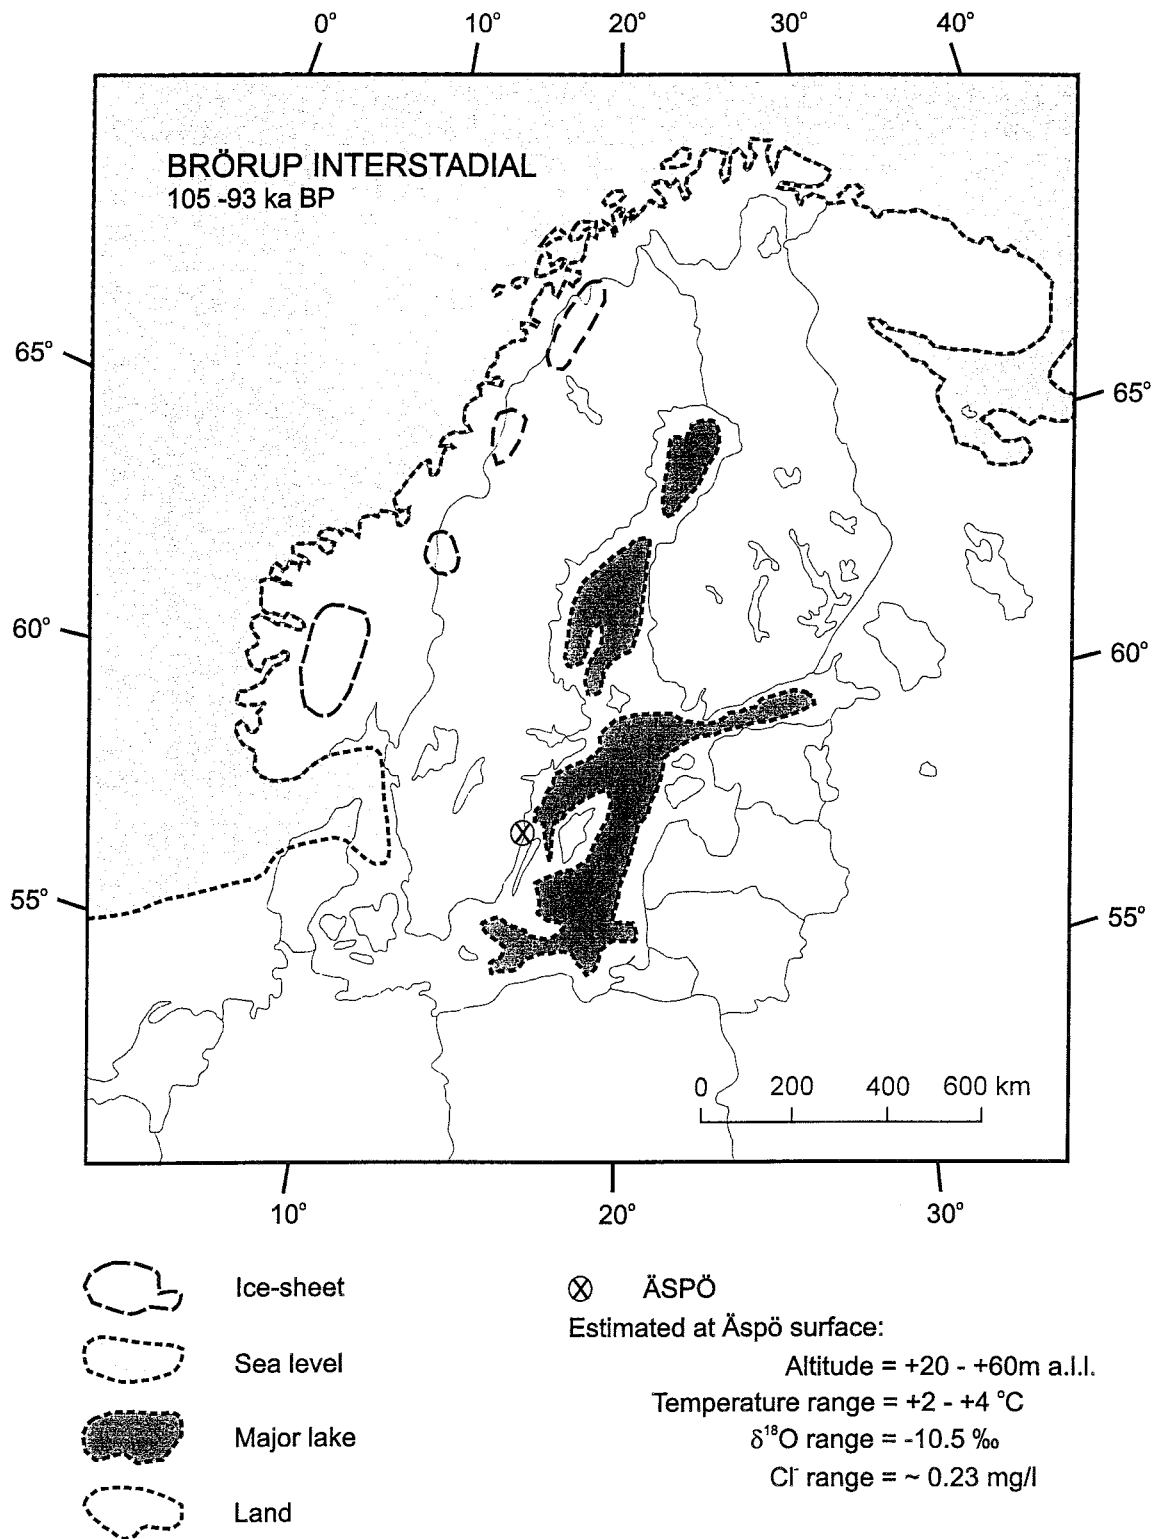 0° 10° 20° 30° 40°
BRÖRUP INTERSTADIAL
105 -93 ka BP
65°
65°
60°
60°
55°
55°
0 200 400 600 km
10° 20° 30°
Ice-sheet
Sea level
Major lake
Land
ÄSPÖ
Estimated at Äspö surface:
Altitude = +20 - +60m a.l.l.
Temperature range = +2 - +4 °C
δ¹⁸O range = -10.5 ‰
Cl⁻ range = ~ 0.23 mg/l